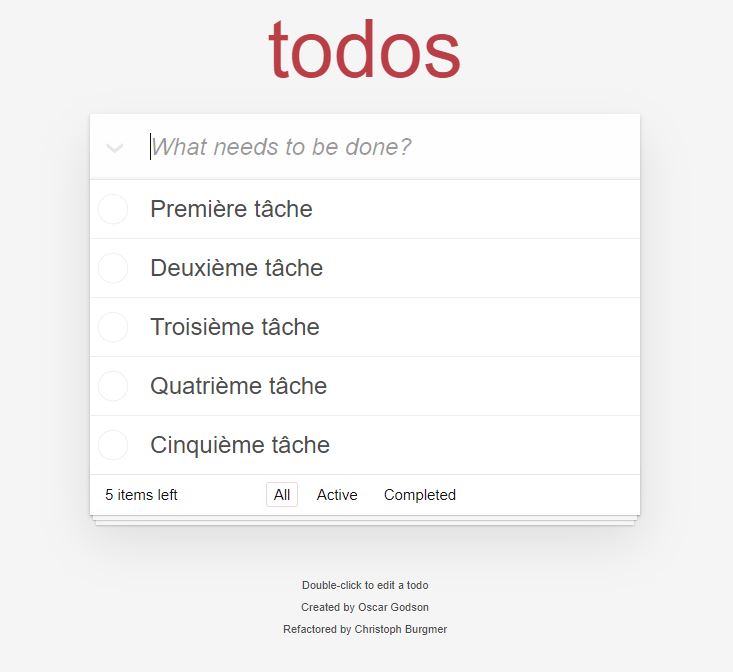 todos
What needs to be done?
Première tâche
Deuxième tâche
Troisième tâche
Quatrième tâche
Cinquième tâche
5 items left All Active Completed
Double-click to edit a todo
Created by Oscar Godson
Refactored by Christoph Burgmer